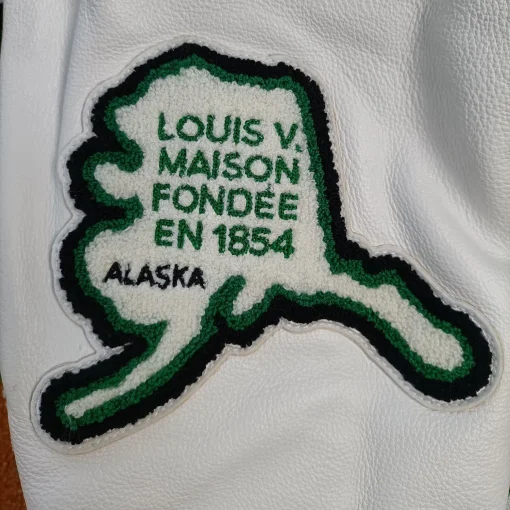 LOUIS V.
MAISON
FONDÉE
EN 1854
ALASKA